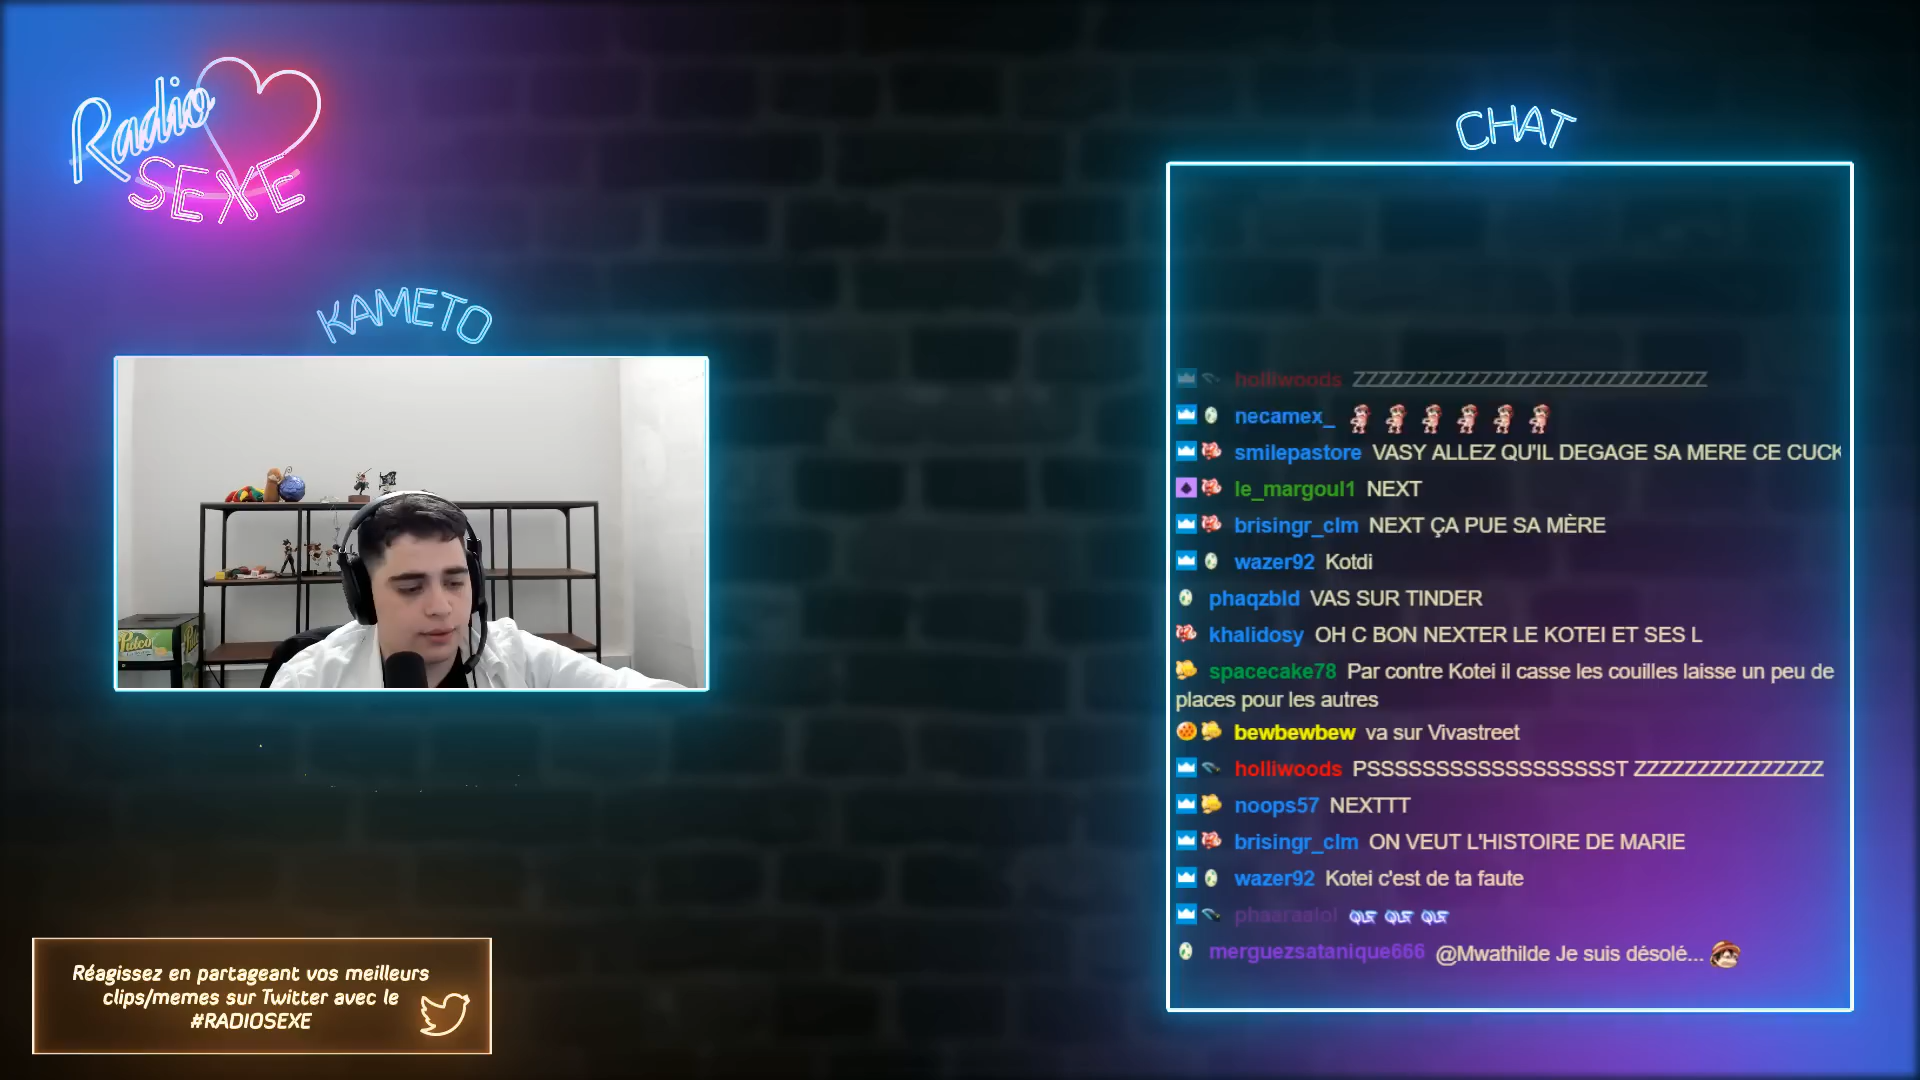 Radio
SEXE
KAMETO
Pulco
CHAT
holliwoods ZZZZZZZZZZZZZZZZZZZZZZZZZZZZ
necamex_
smilepastore VASY ALLEZ QU'IL DEGAGE SA MERE CE CUCK
le_margoul1 NEXT
brisingr_clm NEXT ÇA PUE SA MÈRE
wazer92 Kotdi
phaqzbld VAS SUR TINDER
khalidosy OH C BON NEXTER LE KOTEI ET SES L
spacecake78 Par contre Kotei il casse les couilles laisse un peu de
places pour les autres
bewbewbew va sur Vivastreet
holliwoods PSSSSSSSSSSSSSSSSSST ZZZZZZZZZZZZZZZ
noops57 NEXTTT
brisingr_clm ON VEUT L'HISTOIRE DE MARIE
wazer92 Kotei c'est de ta faute
phaaraalol
merguezsatanique666 @Mwathilde Je suis désolé...
Réagissez en partageant vos meilleurs
clips/memes sur Twitter avec le
#RADIOSEXE